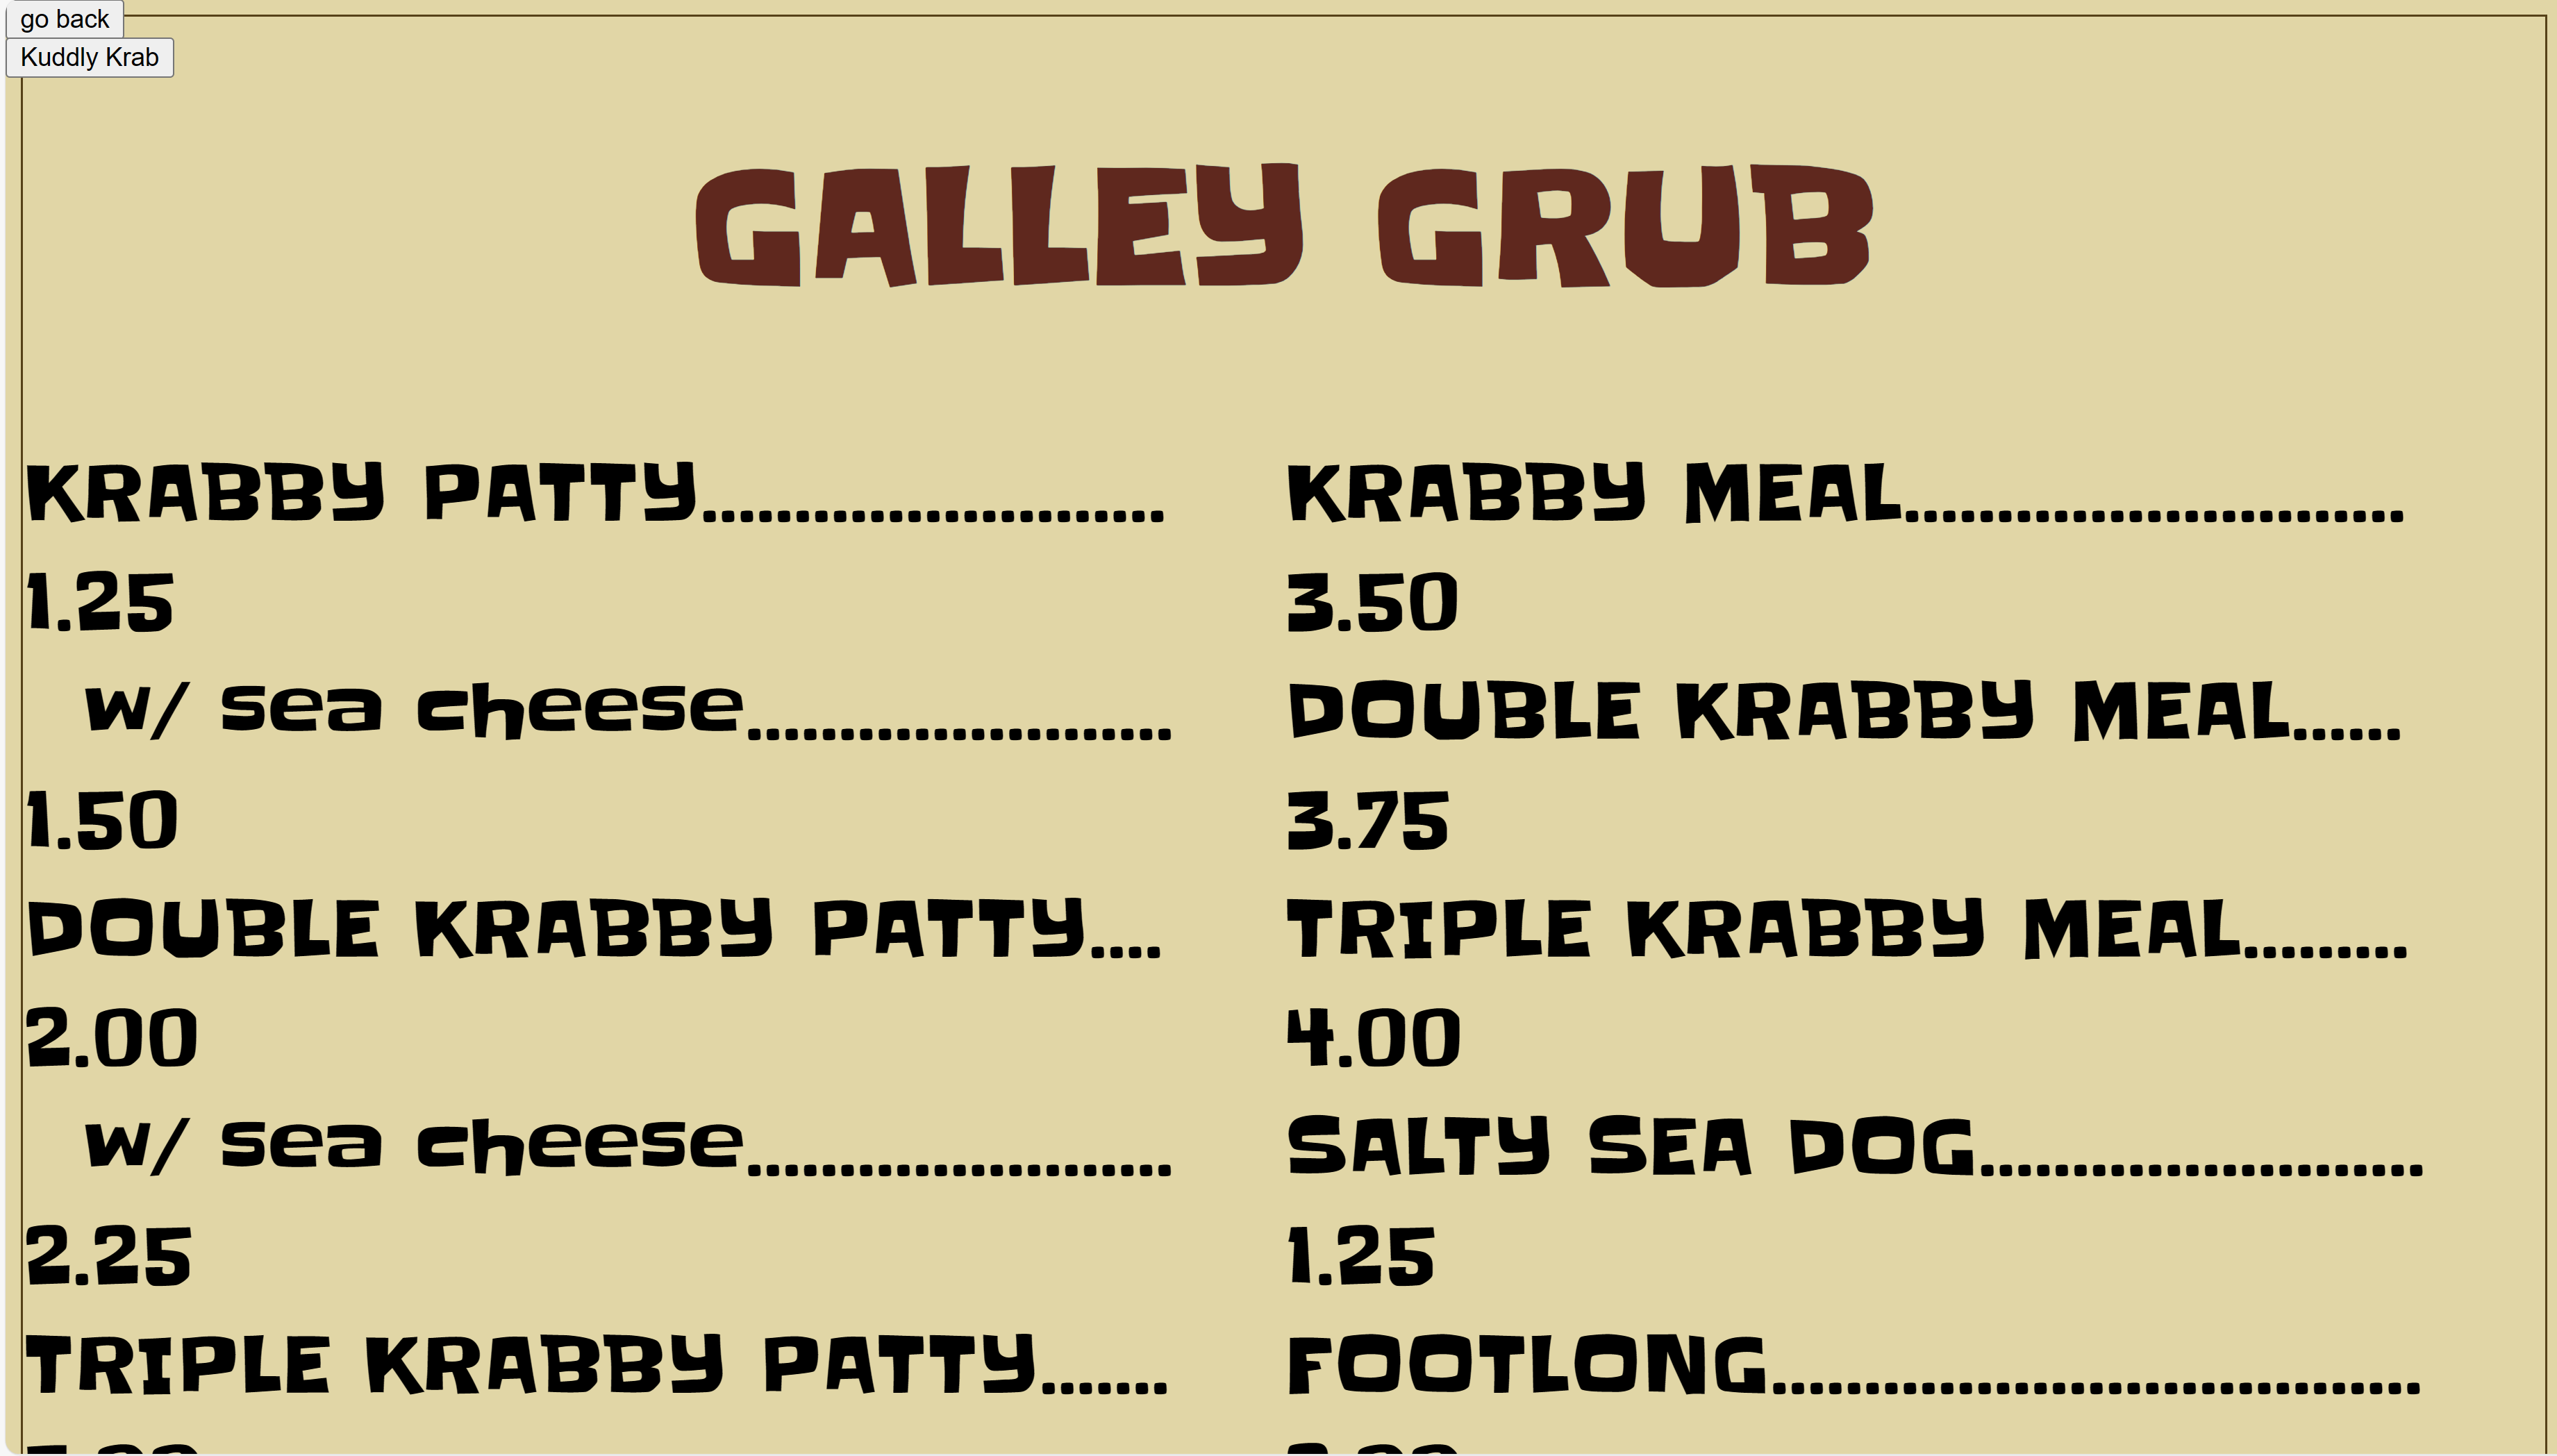 go back
Kuddly Krab
GALLEY GRUB
KRABBY PATTY.........................
1.25
w/ sea cheese.......................
1.50
DOUBLE KRABBY PATTY....
2.00
w/ sea cheese.......................
2.25
TRIPLE KRABBY PATTY.......
KRABBY MEAL...........................
3.50
DOUBLE KRABBY MEAL......
3.75
TRIPLE KRABBY MEAL.........
4.00
SALTY SEA DOG........................
1.25
FOOTLONG...................................